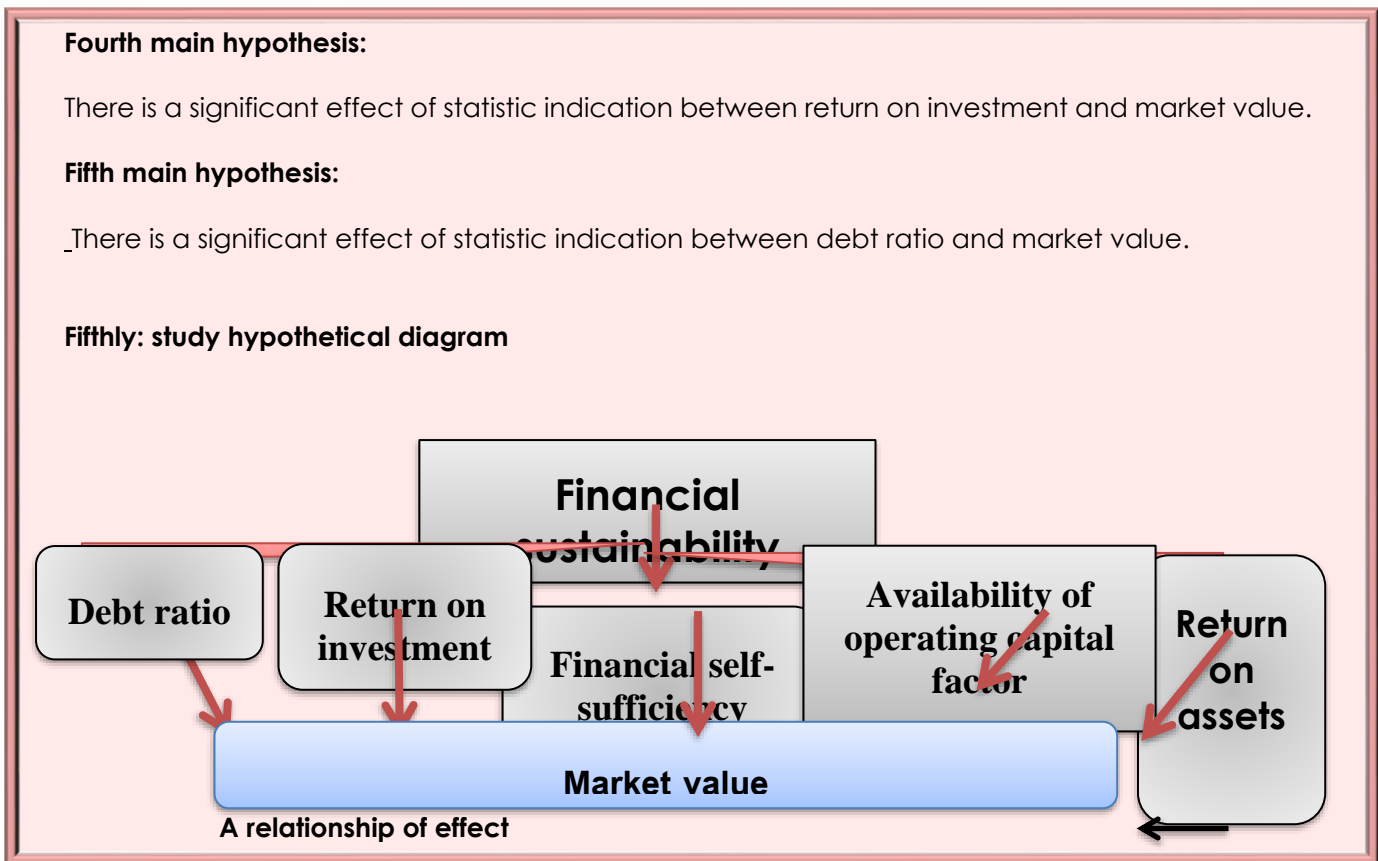 Fourth main hypothesis:
There is a significant effect of statistic indication between return on investment and market value.
Fifth main hypothesis:
There is a significant effect of statistic indication between debt ratio and market value.
Fifthly: study hypothetical diagram
Financial
sustainability
Debt ratio
Return on
investment
Financial self-
sufficiency
Availability of
operating capital
factor
Return
on
assets
Market value
A relationship of effect